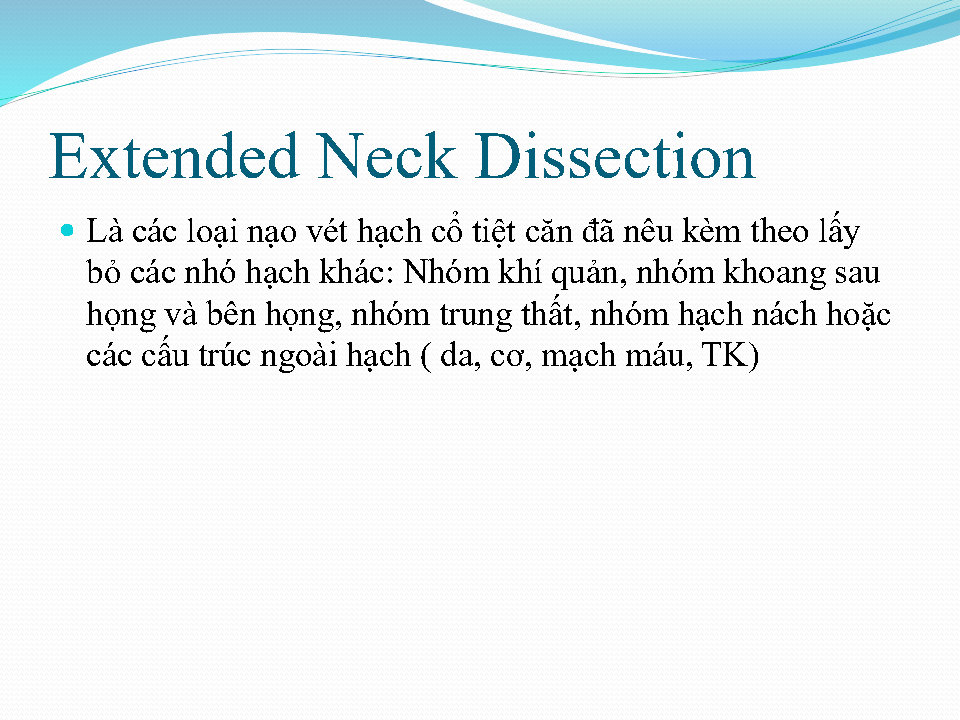 Extended Neck Dissection
Là các loại nạo vét hạch cổ tiệt căn đã nêu kèm theo lấy
bỏ các nhó hạch khác: Nhóm khí quản, nhóm khoang sau
họng và bên họng, nhóm trung thất, nhóm hạch nách hoặc
các cấu trúc ngoài hạch ( da, cơ, mạch máu, TK)